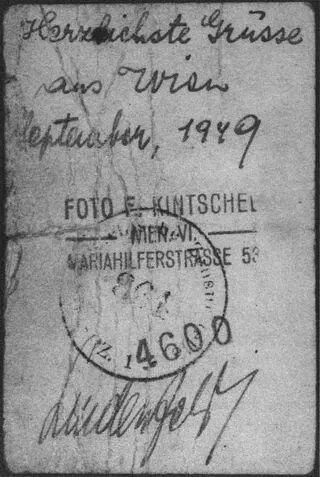 Herzlichste Grüsse
aus Wien
September, 1949
FOTO F. KINTSCHEL
WIEN VI.
MARIAHILFERSTRASSE 53
4600